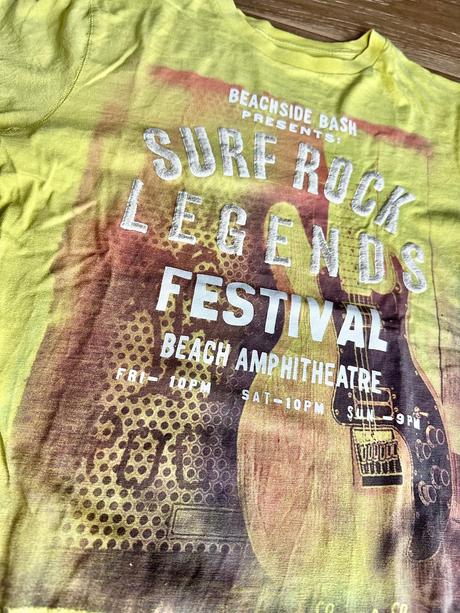 BEACHSIDE BASH
PRESENTS:
SURF ROCK
LEGENDS
FESTIVAL
BEACH AMPHITHEATRE
FRI-10PM SAT-10PM SUN-9PM